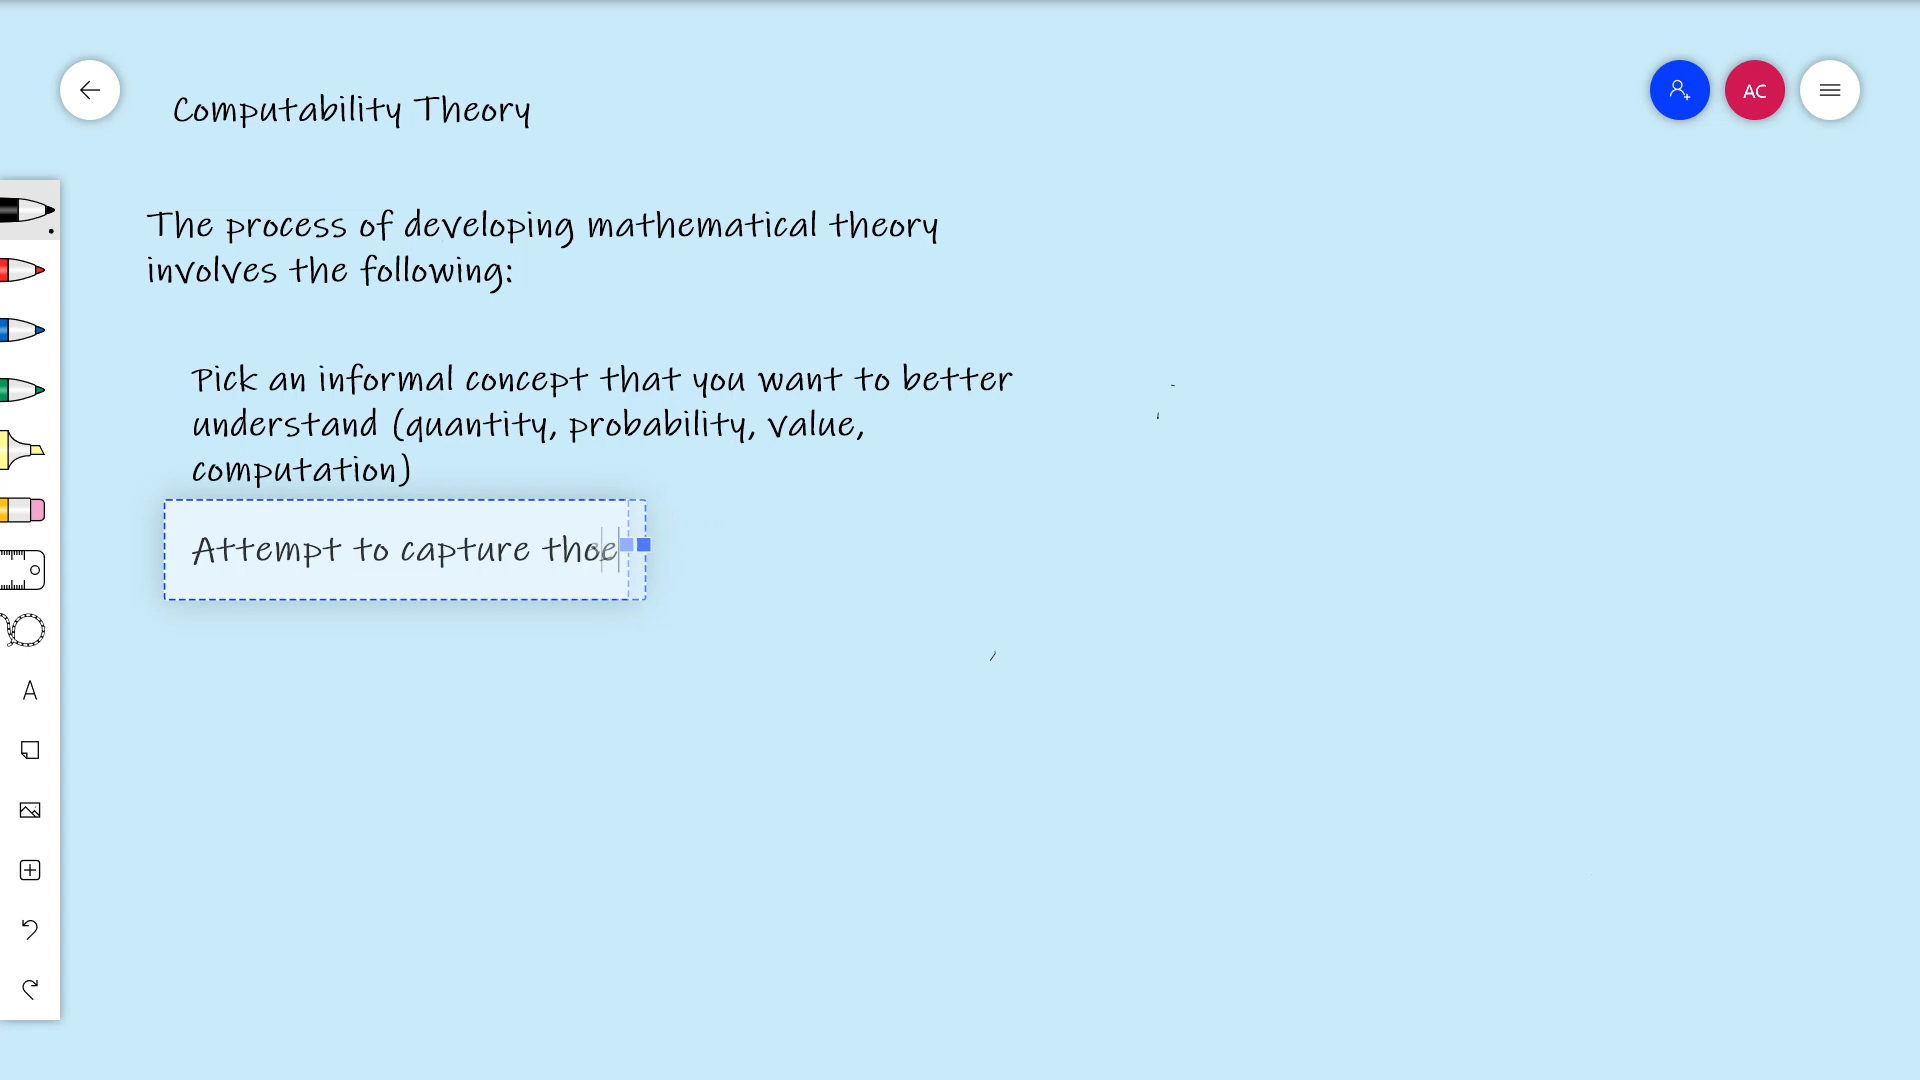 AC
Computability Theory
The process of developing mathematical theory
involves the following:
Pick an informal concept that you want to better
understand (quantity, probability, value,
computation)
Attempt to capture
A